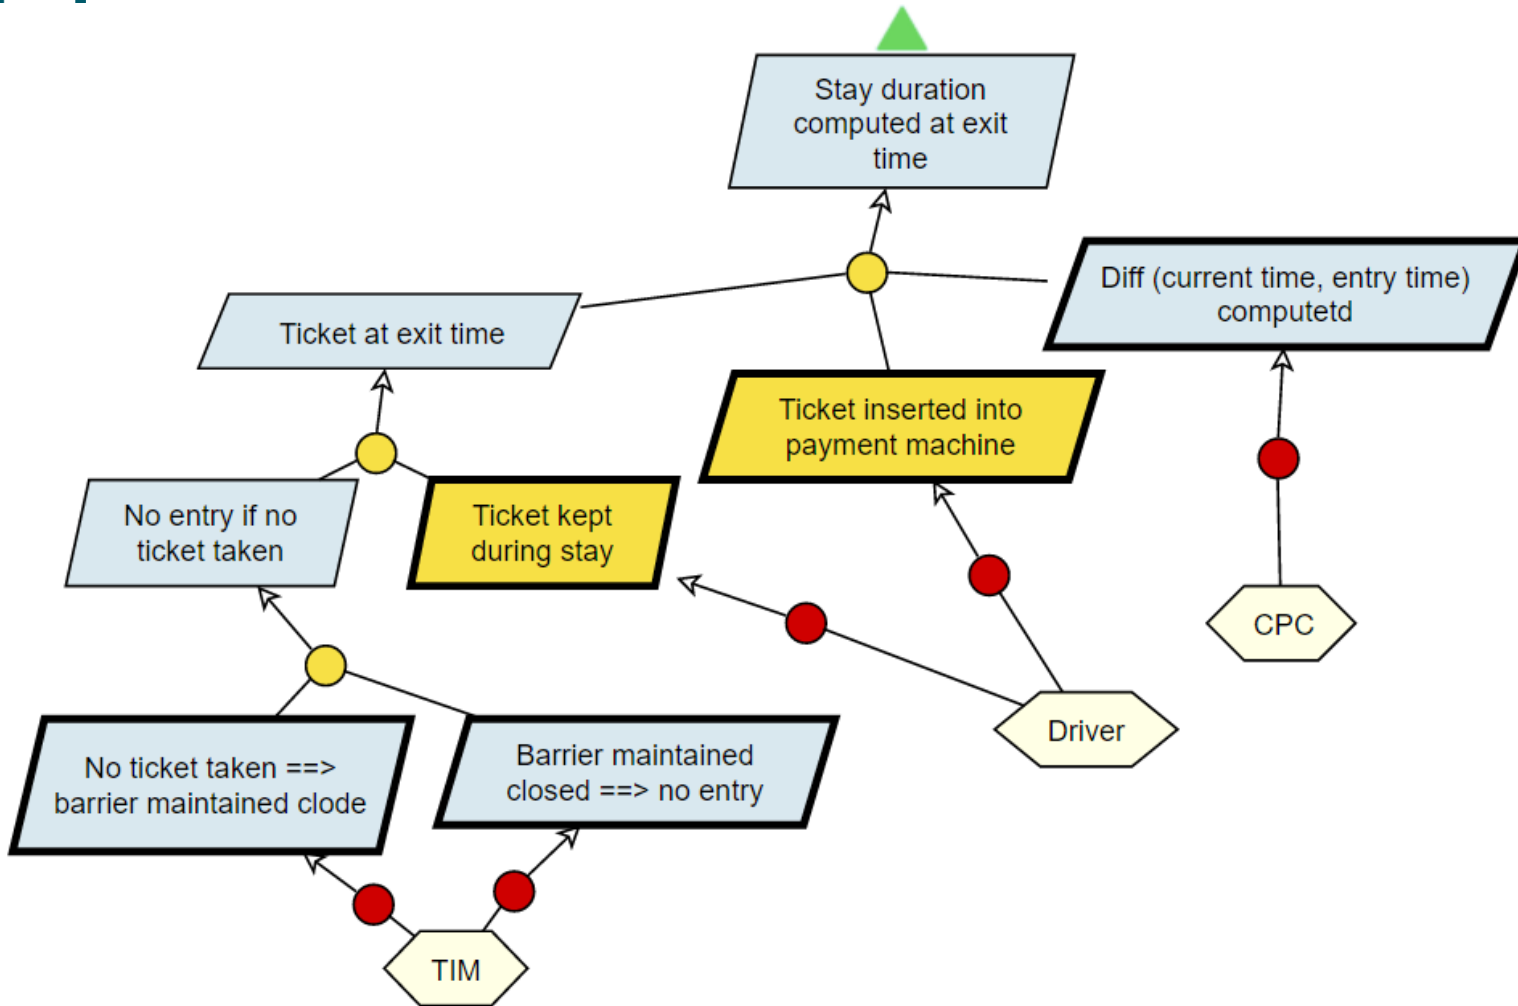 Stay duration
computed at exit
time
Diff (current time, entry time)
computetd
Ticket at exit time
Ticket inserted into
payment machine
No entry if no
ticket taken
Ticket kept
during stay
CPC
Driver
No ticket taken ==>
barrier maintained clode
Barrier maintained
closed ==> no entry
TIM